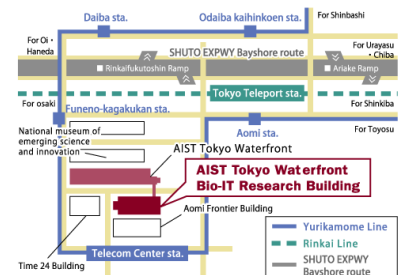 Daiba sta.
Odaiba kaihinkoen sta.
For Shinbashi
For Oi・
Haneda
SHUTO EXPWY Bayshore route
For Urayasu
・Chiba
Rinkaifukutoshin Ramp
Ariake Ramp
For osaki
Tokyo Teleport sta.
For Shinkiba
Funeno-kagakukan sta.
National museum of
emerging science
and innovation
Aomi sta.
For Toyosu
AIST Tokyo Waterfront
AIST Tokyo Waterfront
Bio-IT Research Building
Aomi Frontier Building
Time 24 Building
Telecom Center sta.
Yurikamome Line
Rinkai Line
SHUTO EXPWY
Bayshore route